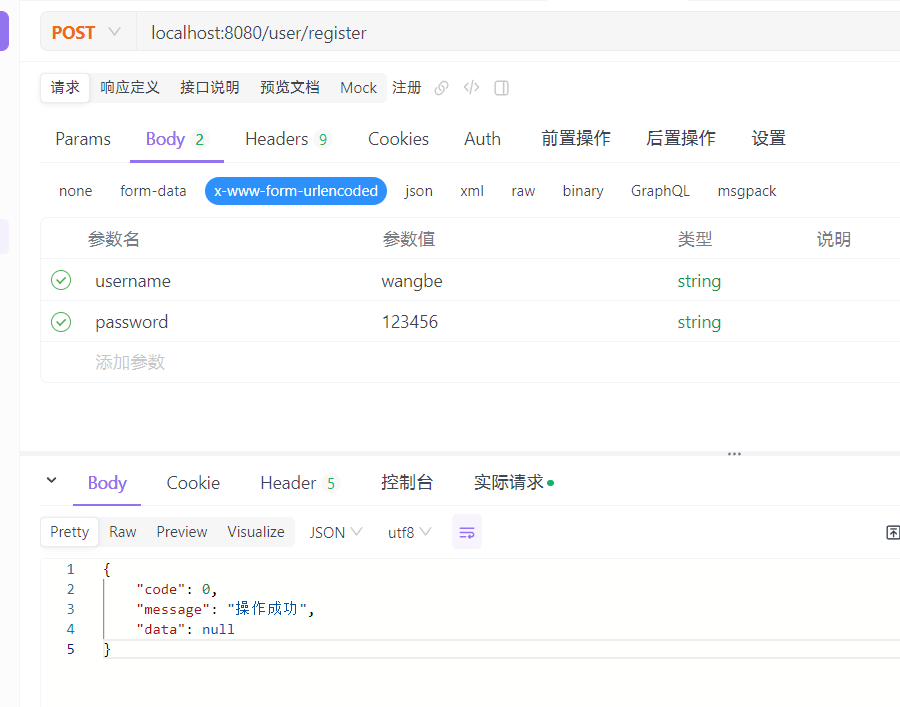 POST localhost:8080/user/register
请求 响应定义 接口说明 预览文档 Mock 注册
Params Body 2 Headers 9 Cookies Auth 前置操作 后置操作 设置
none form-data x-www-form-urlencoded json xml raw binary GraphQL msgpack
参数名 参数值 类型 说明
username wangbe string
password 123456 string
添加参数
Body Cookie Header 5 控制台 实际请求
Pretty Raw Preview Visualize JSON utf8
1 {
2 "code": 0,
3 "message": "操作成功",
4 "data": null
5 }